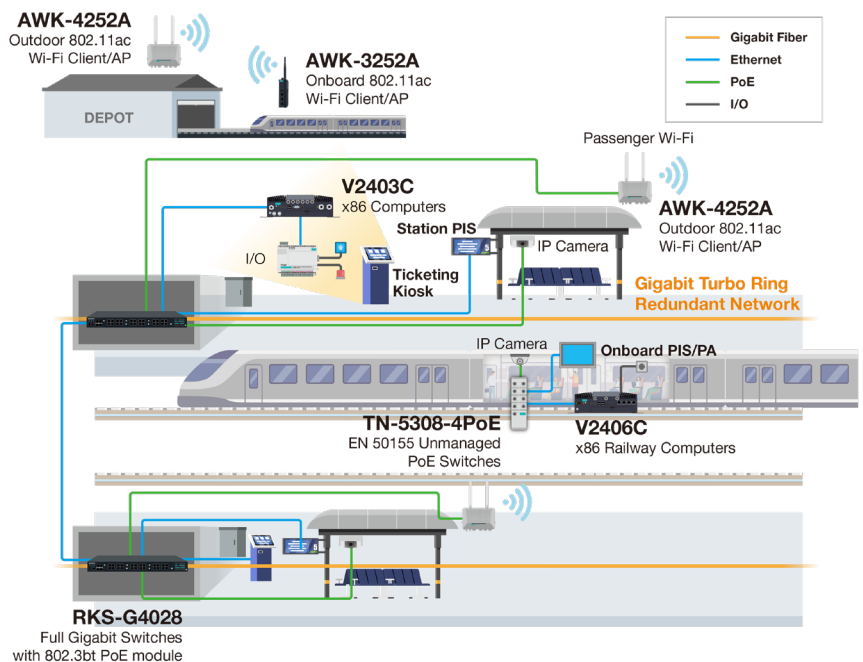 AWK-4252A
Outdoor 802.11ac
Wi-Fi Client/AP
AWK-3252A
Onboard 802.11ac
Wi-Fi Client/AP
DEPOT
Gigabit Fiber
Ethernet
PoE
I/O
Passenger Wi-Fi
AWK-4252A
Outdoor 802.11ac
Wi-Fi Client/AP
V2403C
x86 Computers
Station PIS
IP Camera
I/O
Ticketing
Kiosk
Gigabit Turbo Ring
Redundant Network
IP Camera
Onboard PIS/PA
TN-5308-4PoE
EN 50155 Unmanaged
PoE Switches
V2406C
x86 Railway Computers
RKS-G4028
Full Gigabit Switches
with 802.3bt PoE module